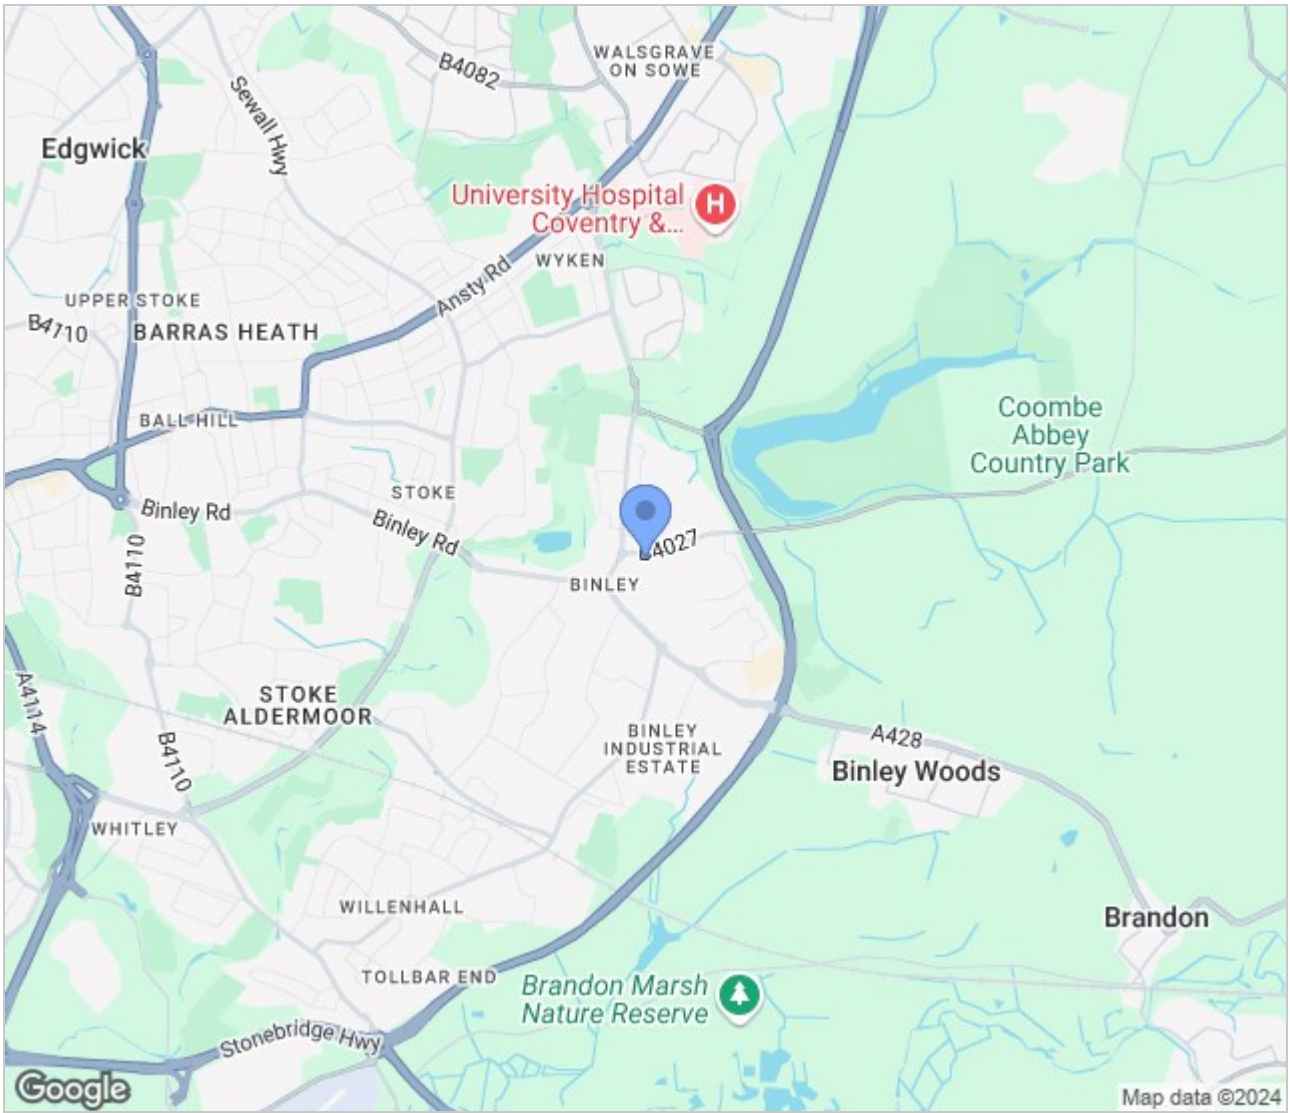 WALSGRAVE
ON SOWE
B4082
Sewall Hwy
Edgwick
University Hospital
Coventry &...
H
WYKEN
Ansty Rd
UPPER STOKE
B4110
BARRAS HEATH
BALL HILL
Coombe
Abbey
Country Park
STOKE
Binley Rd
Binley Rd
B4027
B4110
BINLEY
A4114
STOKE
ALDERMOOR
B4110
BINLEY
INDUSTRIAL
ESTATE
A428
Binley Woods
WHITLEY
WILLENHALL
Brandon
TOLLBAR END
Brandon Marsh
Nature Reserve
Stonebridge Hwy
Google
Map data ©2024